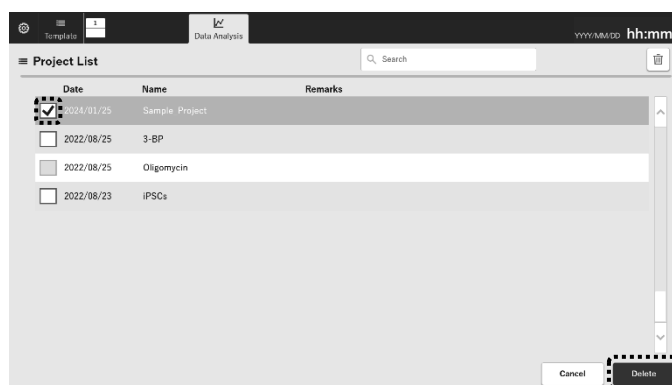 Template 1 Data Analysis YYYY/MM/DD hh:mm
Project List Search
Date Name Remarks
2024/01/25 Sample Project
2022/08/25 3-BP
2022/08/25 Oligomycin
2022/08/23 iPSCs
Cancel Delete